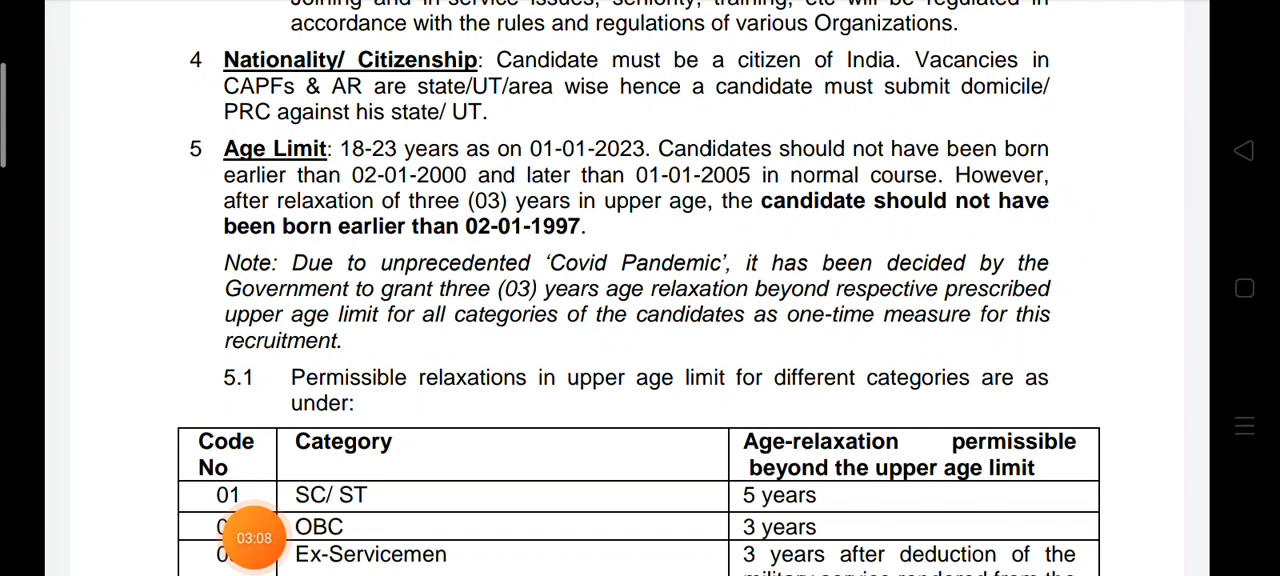 accordance with the rules and regulations of various Organizations.
4 Nationality/ Citizenship: Candidate must be a citizen of India. Vacancies in
CAPFs & AR are state/UT/area wise hence a candidate must submit domicile/
PRC against his state/ UT.
5 Age Limit: 18-23 years as on 01-01-2023. Candidates should not have been born
earlier than 02-01-2000 and later than 01-01-2005 in normal course. However,
after relaxation of three (03) years in upper age, the candidate should not have
been born earlier than 02-01-1997.
Note: Due to unprecedented ‘Covid Pandemic’, it has been decided by the
Government to grant three (03) years age relaxation beyond respective prescribed
upper age limit for all categories of the candidates as one-time measure for this
recruitment.
5.1 Permissible relaxations in upper age limit for different categories are as
under:
Code No Category Age-relaxation permissible
beyond the upper age limit
01 SC/ ST 5 years
OBC 3 years
Ex-Servicemen 3 years after deduction of the
03:08